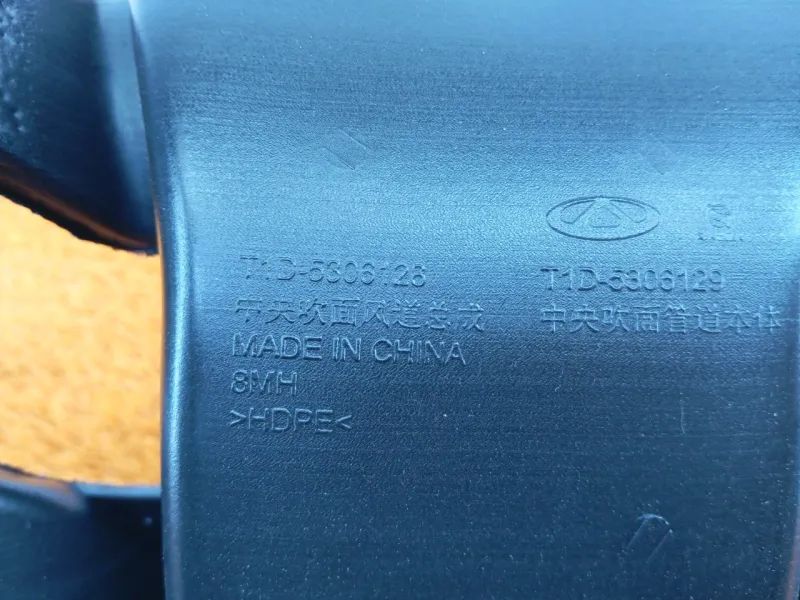 T1D-5306128
中央吹面风道总成
MADE IN CHINA
8MH
>HDPE<
T1D-5306129
中央吹面管道本体